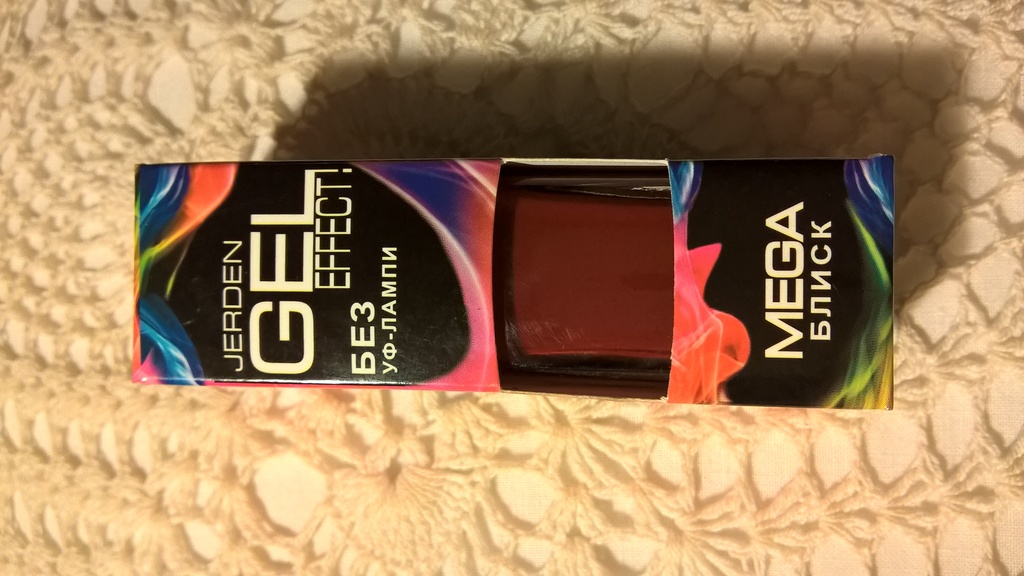 JERDEN
GEL
EFFECT!
БЕЗ
УФ-ЛАМПИ
MEGA
БЛИСК